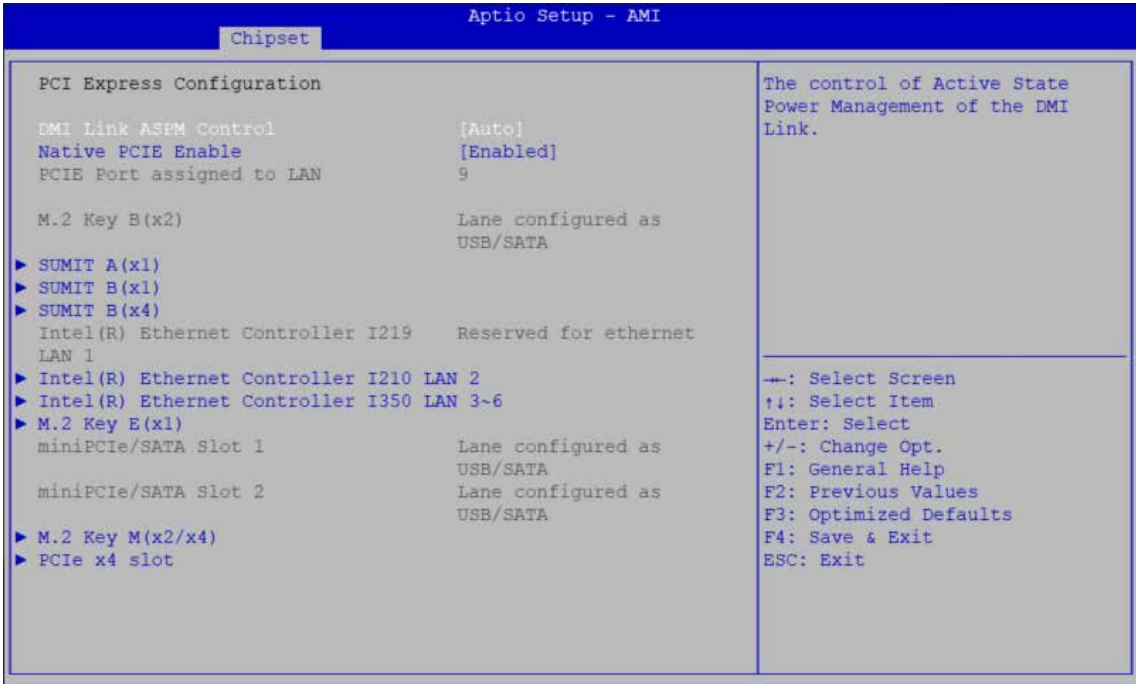 Aptio Setup - AMI
Chipset
PCI Express Configuration
DMI Link ASPM Control [Auto]
Native PCIE Enable [Enabled]
PCIE Port assigned to LAN 9
M.2 Key B(x2) Lane configured as
USB/SATA
► SUMIT A(x1)
► SUMIT B(x1)
► SUMIT B(x4)
Intel(R) Ethernet Controller I219 Reserved for ethernet
LAN 1
► Intel(R) Ethernet Controller I210 LAN 2
► Intel(R) Ethernet Controller I350 LAN 3~6
► M.2 Key E(x1)
miniPCIe/SATA Slot 1 Lane configured as
USB/SATA
miniPCIe/SATA Slot 2 Lane configured as
USB/SATA
► M.2 Key M(x2/x4)
► PCIe x4 slot
The control of Active State
Power Management of the DMI
Link.
→←: Select Screen
↑↓: Select Item
Enter: Select
+/-: Change Opt.
F1: General Help
F2: Previous Values
F3: Optimized Defaults
F4: Save & Exit
ESC: Exit